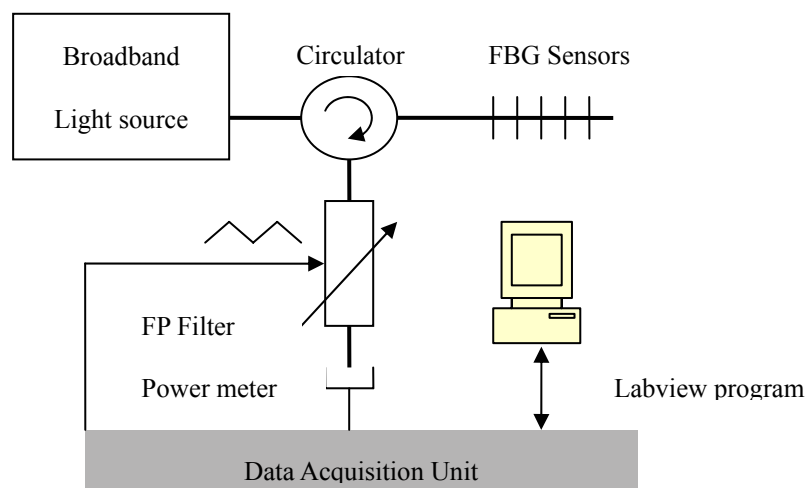 Broadband
Light source
Circulator
FBG Sensors
FP Filter
Power meter
Labview program
Data Acquisition Unit